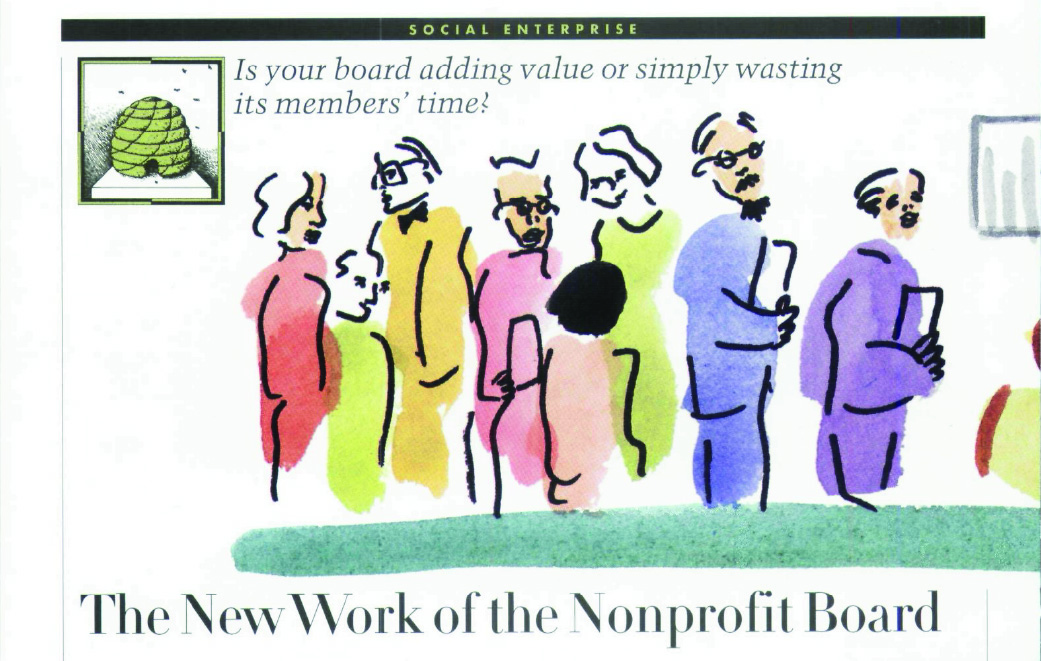 SOCIAL ENTERPRISE
Is your board adding value or simply wasting
its members' time?
The New Work of the Nonprofit Board